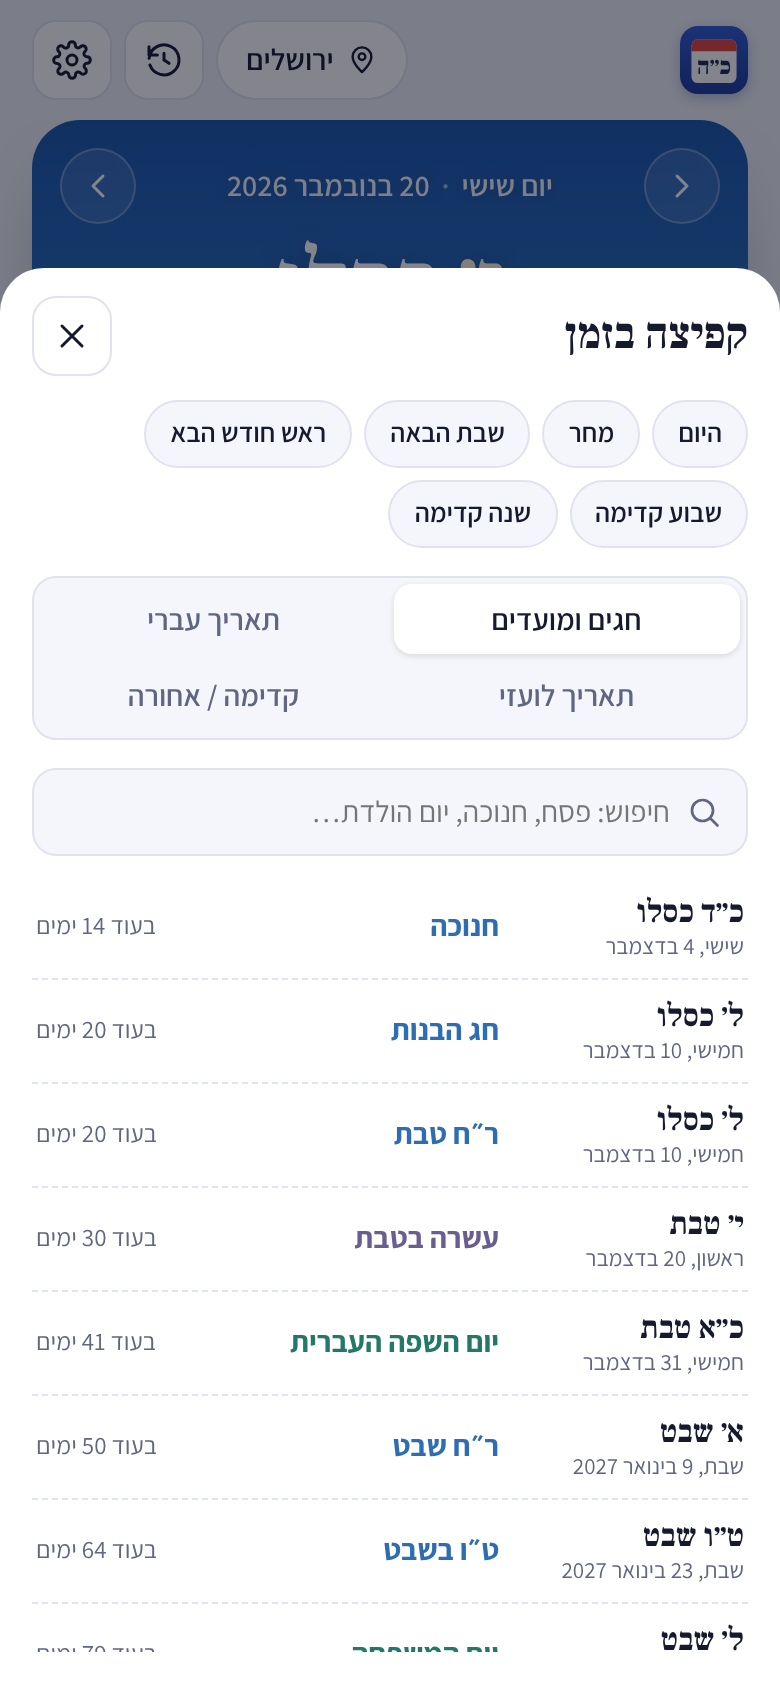 כ״ה
ירושלים
יום שישי · 20 בנובמבר 2026
קפיצה בזמן
היום
מחר
שבת הבאה
ראש חודש הבא
שבוע קדימה
שנה קדימה
חגים ומועדים
תאריך עברי
תאריך לועזי
קדימה / אחורה
חיפוש: פסח, חנוכה, יום הולדת…
כ״ד כסלו
שישי, 4 בדצמבר
חנוכה
בעוד 14 ימים
ל׳ כסלו
חמישי, 10 בדצמבר
חג הבנות
בעוד 20 ימים
ל׳ כסלו
חמישי, 10 בדצמבר
ר״ח טבת
בעוד 20 ימים
י׳ טבת
ראשון, 20 בדצמבר
עשרה בטבת
בעוד 30 ימים
כ״א טבת
חמישי, 31 בדצמבר
יום השפה העברית
בעוד 41 ימים
א׳ שבט
שבת, 9 בינואר 2027
ר״ח שבט
בעוד 50 ימים
ט״ו שבט
שבת, 23 בינואר 2027
ט״ו בשבט
בעוד 64 ימים
ל׳ שבט
יום המשפחה
בעוד 79 ימים